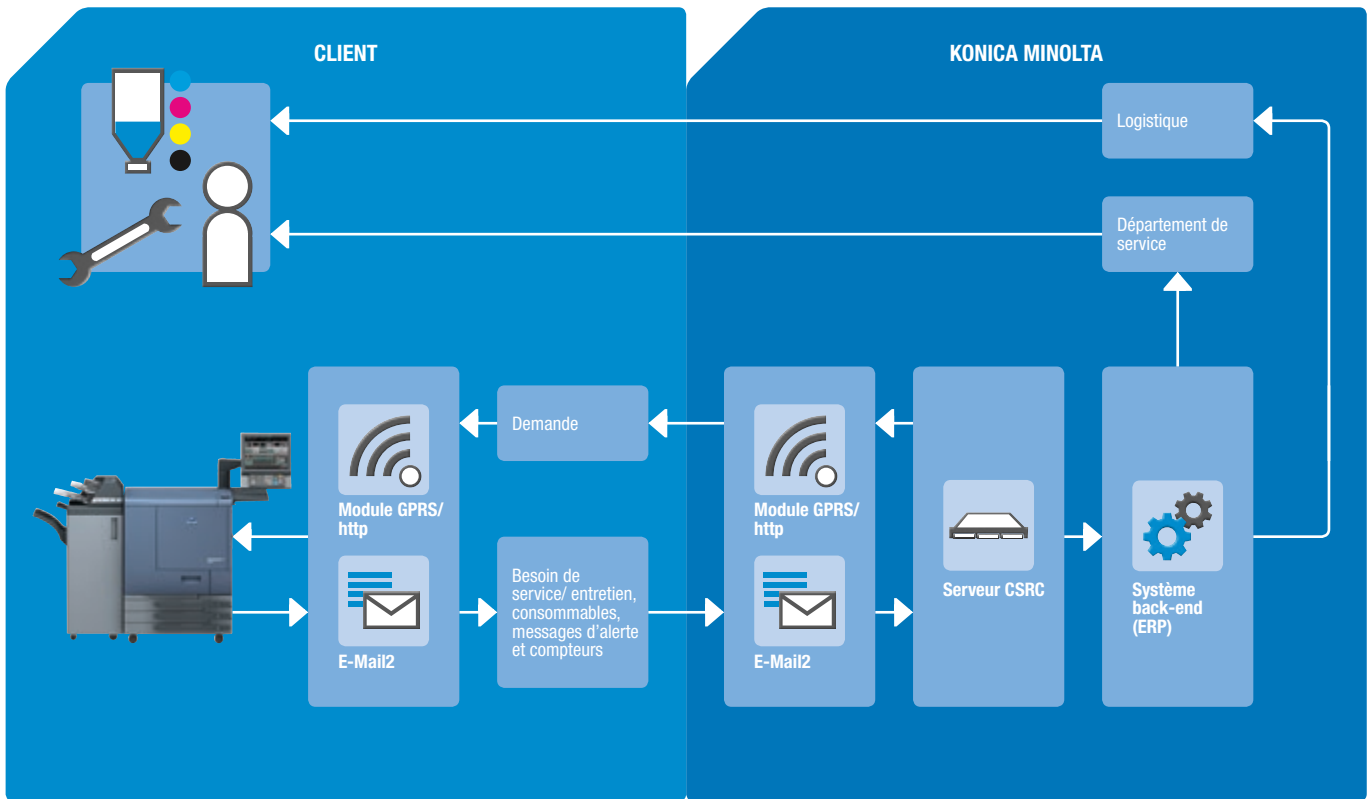 CLIENT
KONICA MINOLTA
Logistique
Département de
service
Module GPRS/
http
E-Mail2
Demande
Besoin de
service/ entretien,
consommables,
messages d’alerte
et compteurs
Module GPRS/
http
E-Mail2
Serveur CSRC
Système
back-end
(ERP)